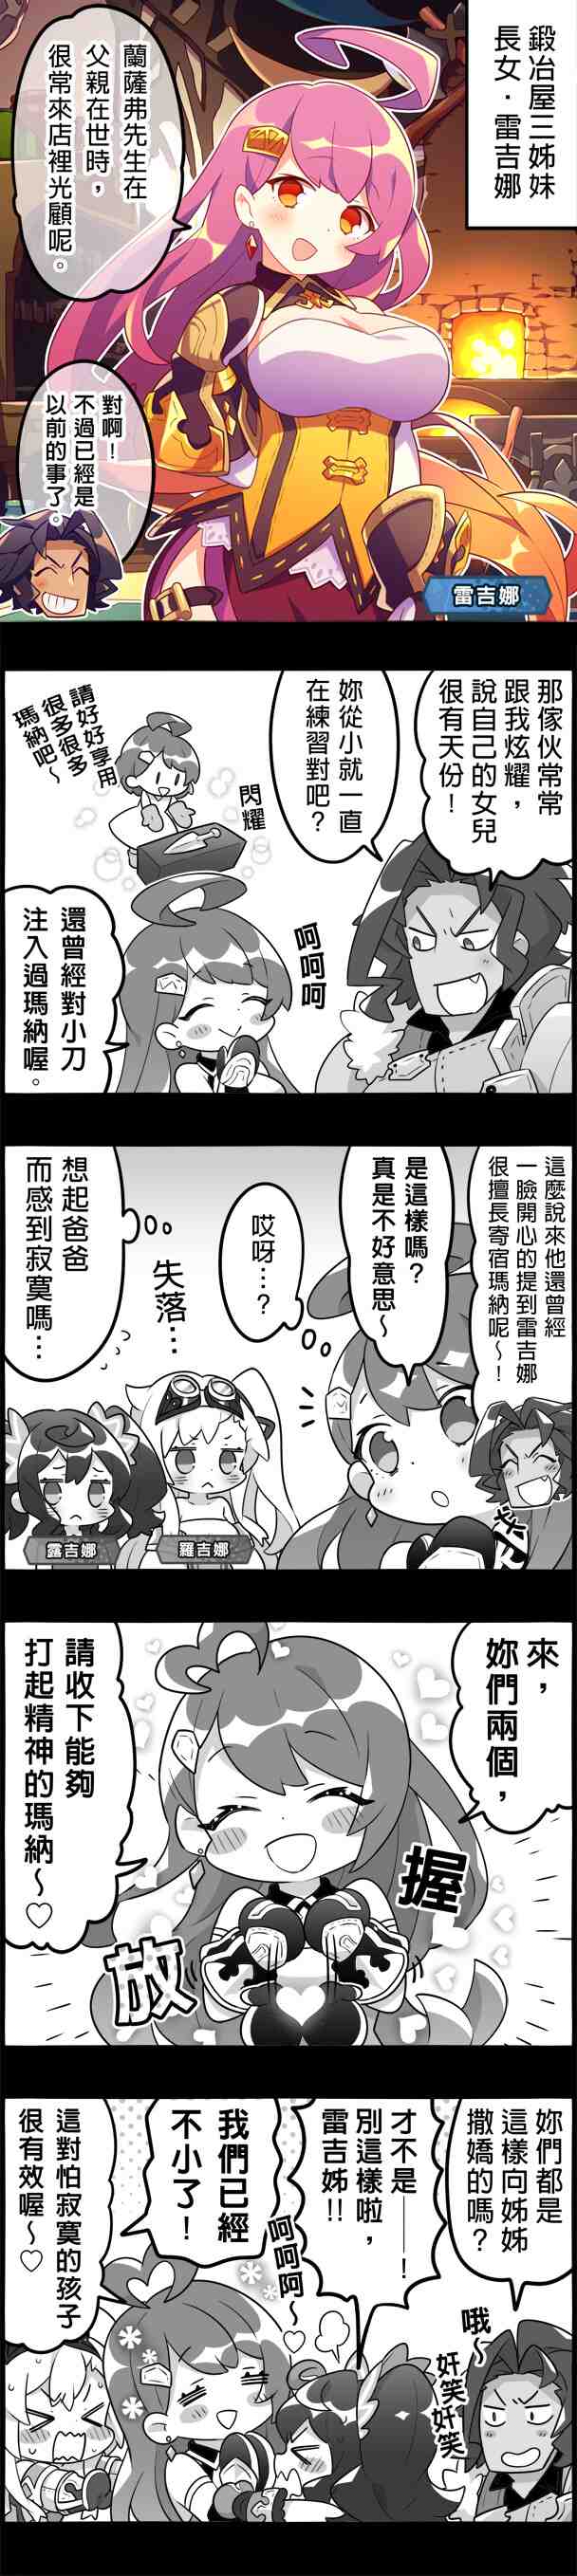 鍛冶屋三姊妹
長女．雷吉娜
蘭薩弗先生在
父親在世時，
很常來店裡光顧呢。
對啊！
不過已經是
以前的事了。
雷吉娜
那傢伙常常
跟我炫耀，
說自己的女兒
很有天份！
妳從小就一直
在練習對吧？
請好好享用
很多很多
瑪納吧～
閃耀
呵呵呵
還曾經對小刀
注入過瑪納喔。
這麼說來他還曾經
一臉開心的提到雷吉娜
很擅長寄宿瑪納呢～！
是這樣嗎？
真是不好意思～
哎呀…？
失落…
想起爸爸
而感到寂寞嗎…
羅吉娜
露吉娜
來，
妳們兩個，
握
放
請收下能夠
打起精神的瑪納～♡
妳們都是
這樣向姊姊
撒嬌的嗎？
才不是──！
別這樣啦，
雷吉姊!!
我們已經
不小了！
呵呵呵～
♡
這對怕寂寞的孩子
很有效喔～♡
哦～
奸笑奸笑